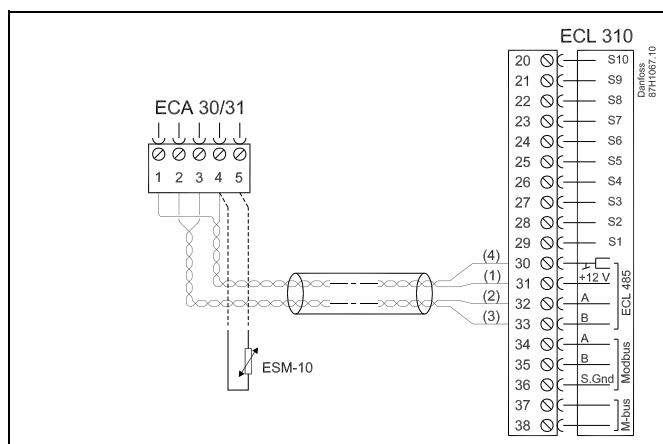 ECL 310
Danfoss
87H1067.10
20 S10
21 S9
22 S8
23 S7
24 S6
25 S5
26 S4
27 S3
28 S2
29 S1
30
31 +12 V
32 A
33 B
ECL 485
34 A
35 B
36 S.Gnd
Modbus
37
38
M-bus
ECA 30/31
1 2 3 4 5
(4)
(1)
(2)
(3)
ESM-10